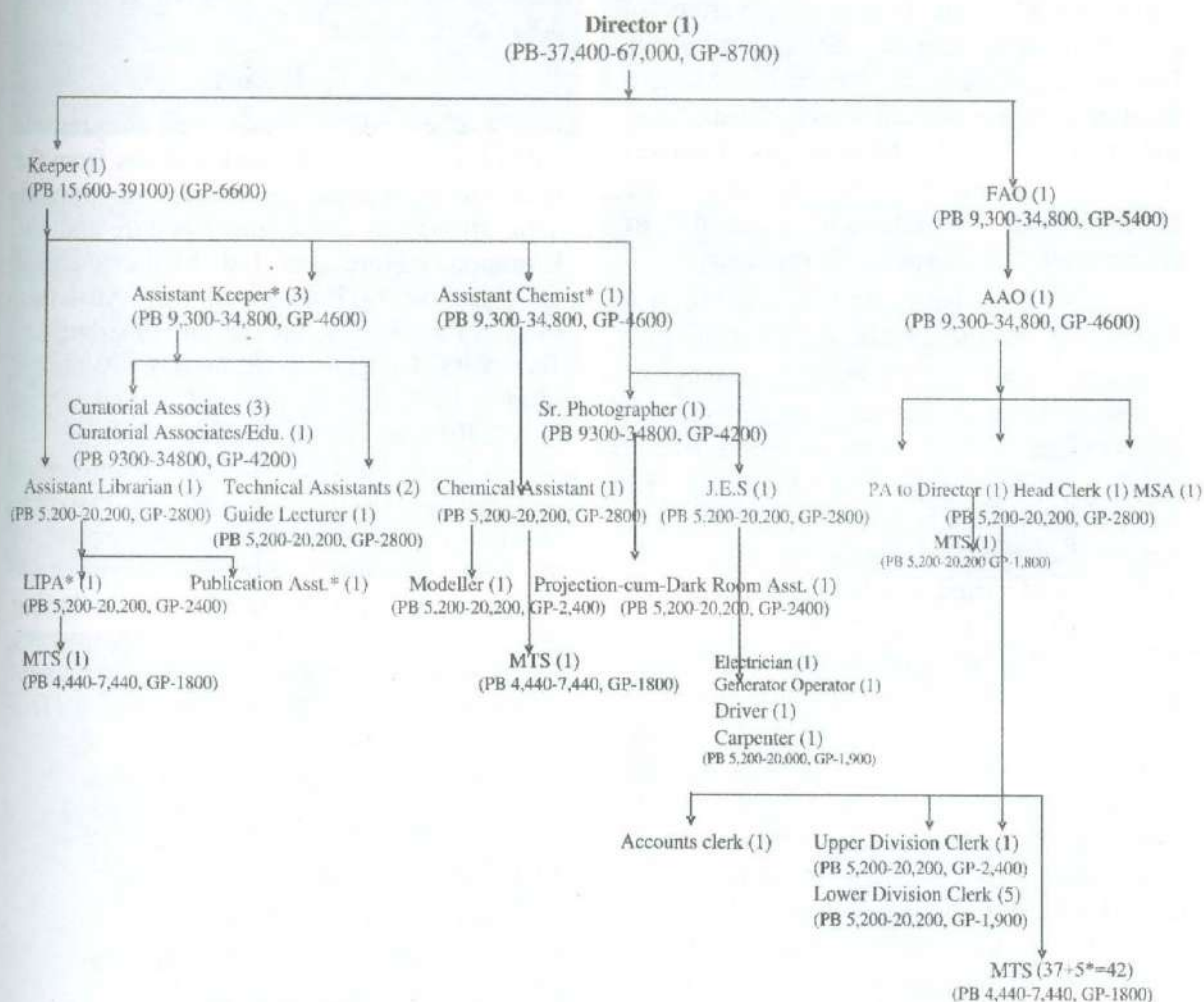 Director (1)
(PB-37,400-67,000, GP-8700)
Keeper (1)
(PB 15,600-39100) (GP-6600)
FAO (1)
(PB 9,300-34,800, GP-5400)
Assistant Keeper* (3)
(PB 9,300-34,800, GP-4600)
Assistant Chemist* (1)
(PB 9,300-34,800, GP-4600)
AAO (1)
(PB 9,300-34,800, GP-4600)
Curatorial Associates (3)
Curatorial Associates/Edu. (1)
(PB 9300-34800, GP-4200)
Sr. Photographer (1)
(PB 9300-34800, GP-4200)
Assistant Librarian (1)
(PB 5,200-20,200, GP-2800)
Technical Assistants (2)
Guide Lecturer (1)
(PB 5,200-20,200, GP-2800)
Chemical Assistant (1)
(PB 5,200-20,200, GP-2800)
J.E.S (1)
(PB 5,200-20,200, GP-2800)
PA to Director (1) Head Clerk (1) MSA (1)
(PB 5,200-20,200, GP-2800)
MTS (1)
(PB 5,200-20,200 GP-1,800)
LIPA* (1)
(PB 5,200-20,200, GP-2400)
Publication Asst.* (1)
Modeller (1)
(PB 5,200-20,200, GP-2,400)
Projection-cum-Dark Room Asst. (1)
(PB 5,200-20,200, GP-2400)
MTS (1)
(PB 4,440-7,440, GP-1800)
MTS (1)
(PB 4,440-7,440, GP-1800)
Electrician (1)
Generator Operator (1)
Driver (1)
Carpenter (1)
(PB 5,200-20,000, GP-1,900)
Accounts clerk (1)
Upper Division Clerk (1)
(PB 5,200-20,200, GP-2,400)
Lower Division Clerk (5)
(PB 5,200-20,200, GP-1,900)
MTS (37+5*=42)
(PB 4,440-7,440, GP-1800)